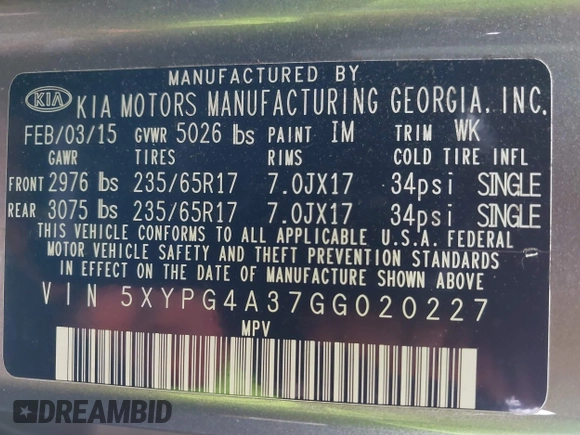 MANUFACTURED BY
KIA KIA MOTORS MANUFACTURING GEORGIA, INC.
FEB/03/15 GVWR 5026 lbs PAINT IM TRIM WK
GAWR TIRES RIMS COLD TIRE INFL
FRONT 2976 lbs 235/65R17 7.0JX17 34psi SINGLE
REAR 3075 lbs 235/65R17 7.0JX17 34psi SINGLE
THIS VEHICLE CONFORMS TO ALL APPLICABLE U.S.A. FEDERAL
MOTOR VEHICLE SAFETY AND THEFT PREVENTION STANDARDS
IN EFFECT ON THE DATE OF MANUFACTURE SHOWN ABOVE.
VIN 5XYPG4A37GG020227
MPV
DREAMBID